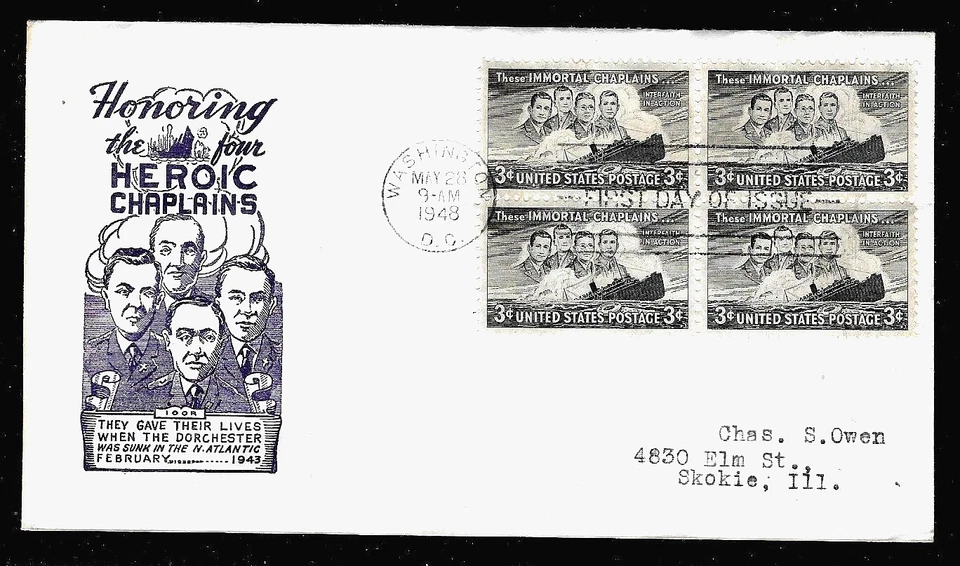 Honoring
the four
HEROIC
CHAPLAINS
IOOR
THEY GAVE THEIR LIVES
WHEN THE DORCHESTER
WAS SUNK IN THE N. ATLANTIC
FEBRUARY ........ 1943
WASHINGTON
MAY 28
9-AM
1948
D.C.
FIRST DAY OF ISSUE
These IMMORTAL CHAPLAINS...
INTERFAITH
IN ACTION
3¢ UNITED STATES POSTAGE 3¢
These IMMORTAL CHAPLAINS...
INTERFAITH
IN ACTION
3¢ UNITED STATES POSTAGE 3¢
These IMMORTAL CHAPLAINS...
INTERFAITH
IN ACTION
3¢ UNITED STATES POSTAGE 3¢
These IMMORTAL CHAPLAINS...
INTERFAITH
IN ACTION
3¢ UNITED STATES POSTAGE 3¢
Chas. S.Owen
4830 Elm St.,
Skokie, Ill.